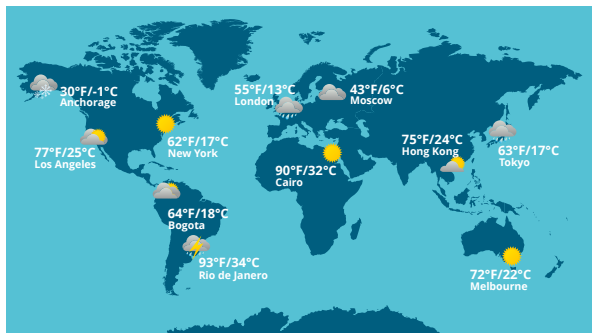 30°F/-1°C
Anchorage
55°F/13°C
London
43°F/6°C
Moscow
62°F/17°C
New York
77°F/25°C
Los Angeles
75°F/24°C
Hong Kong
63°F/17°C
Tokyo
90°F/32°C
Cairo
64°F/18°C
Bogota
93°F/34°C
Rio de Janero
72°F/22°C
Melbourne